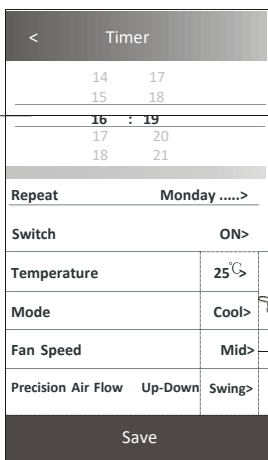 < Timer
14 17
15 18
16 : 19
17 20
18 21
Repeat Monday .....>
Switch ON>
Temperature 25℃>
Mode Cool>
Fan Speed Mid>
Precision Air Flow Up-Down Swing>
Save